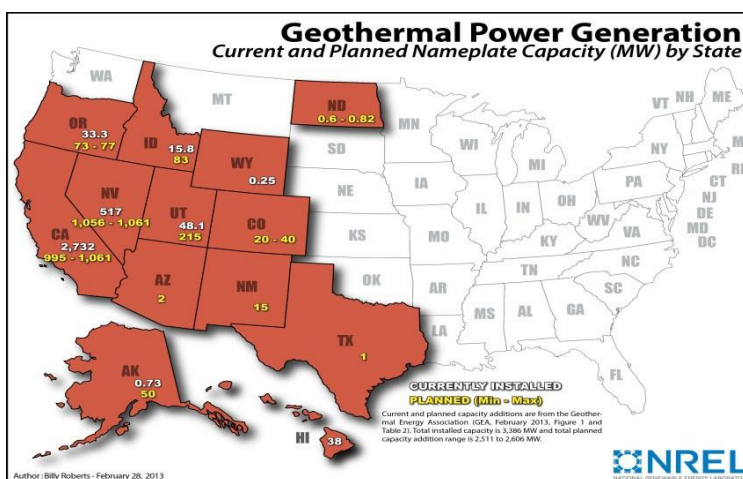 Geothermal Power Generation
Current and Planned Nameplate Capacity (MW) by State
WA
MT
ND
0.6 - 0.82
MN
VT
NH
ME
OR
33.3
73 - 77
ID
15.8
83
WY
0.25
SD
WI
MI
NY
M
RI
CT
NJ
DE
MD
DC
NV
517
1,056 - 1,061
UT
48.1
215
CO
20 - 40
NE
IA
IL
IN
OH
PA
WV
VA
CA
2,732
995 - 1,061
KS
MO
KY
AZ
2
NM
15
OK
AR
TN
NC
SC
TX
1
LA
MS
AL
GA
FL
AK
0.73
50
HI
38
CURRENTLY INSTALLED
PLANNED (Min - Max)
Current and planned capacity additions are from the Geother-
mal Energy Association (GEA, February 2013, Figure 1 and
Table 2). Total installed capacity is 3,386 MW and total planned
capacity addition range is 2,511 to 2,606 MW.
Author : Billy Roberts - February 28, 2013
NREL
NATIONAL RENEWABLE ENERGY LABORATO